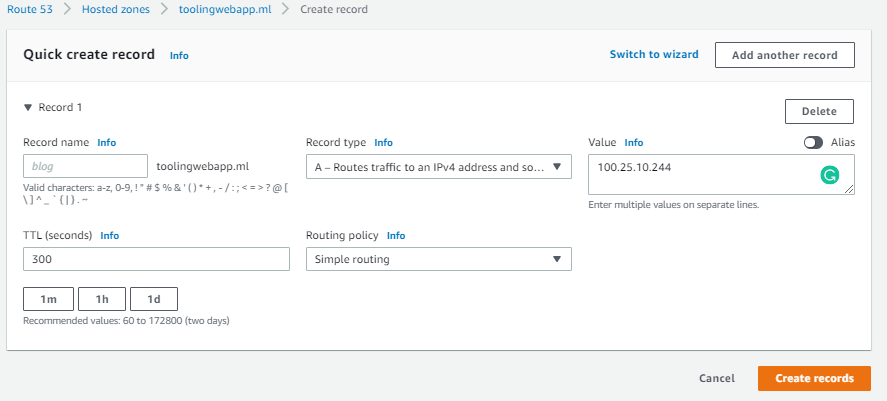 Route 53 > Hosted zones > toolingwebapp.ml > Create record
Quick create record Info Switch to wizard Add another record
▼ Record 1 Delete
Record name Info
blog toolingwebapp.ml
Valid characters: a-z, 0-9, ! " # $ % & ' ( ) * + , - / : ; < = > ? @ [
\ ] ^ _ ` { | } . ~
Record type Info
A – Routes traffic to an IPv4 address and so... ▼
Value Info Alias
100.25.10.244
Enter multiple values on separate lines.
TTL (seconds) Info
300
1m 1h 1d
Recommended values: 60 to 172800 (two days)
Routing policy Info
Simple routing ▼
Cancel Create records